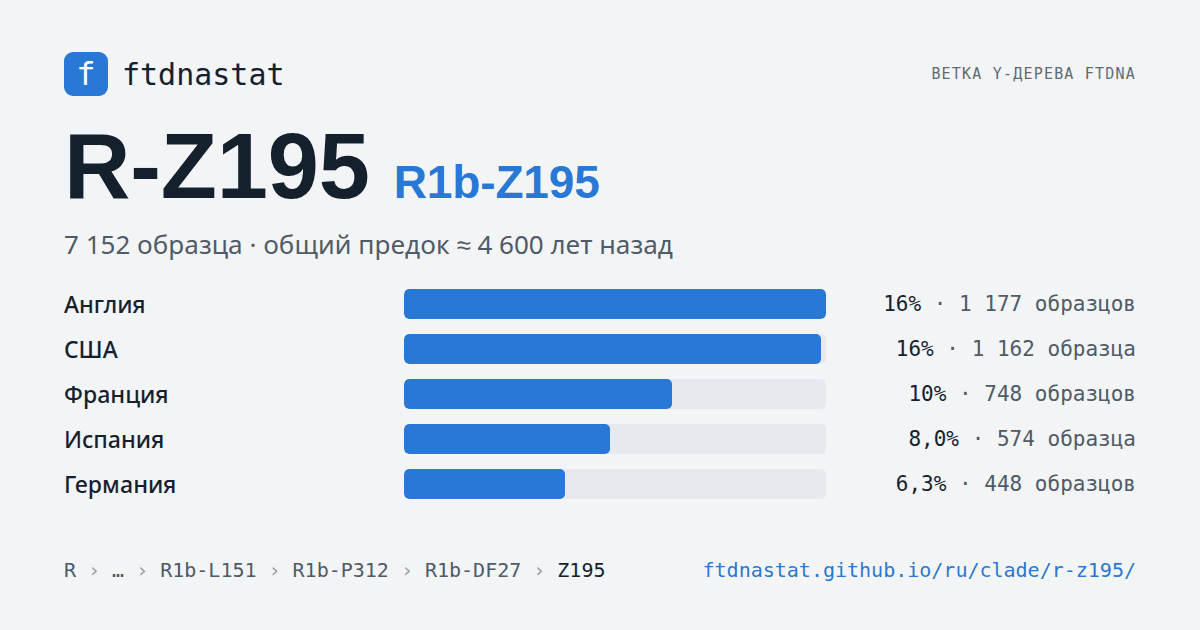 f ftdnastat
ВЕТКА Y-ДЕРЕВА FTDNA
R-Z195 R1b-Z195
7 152 образца · общий предок ≈ 4 600 лет назад
Англия 16% · 1 177 образцов
США 16% · 1 162 образца
Франция 10% · 748 образцов
Испания 8,0% · 574 образца
Германия 6,3% · 448 образцов
R › … › R1b-L151 › R1b-P312 › R1b-DF27 › Z195
ftdnastat.github.io/ru/clade/r-z195/